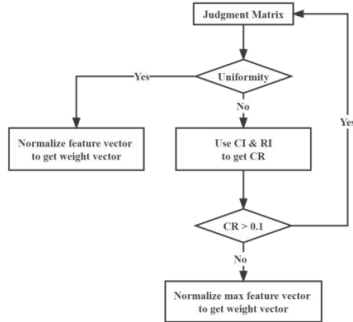 Judgment Matrix
Yes
Uniformity
No
Yes
Normalize feature vector
to get weight vector
Use CI & RI
to get CR
CR > 0.1
No
Normalize max feature vector
to get weight vector